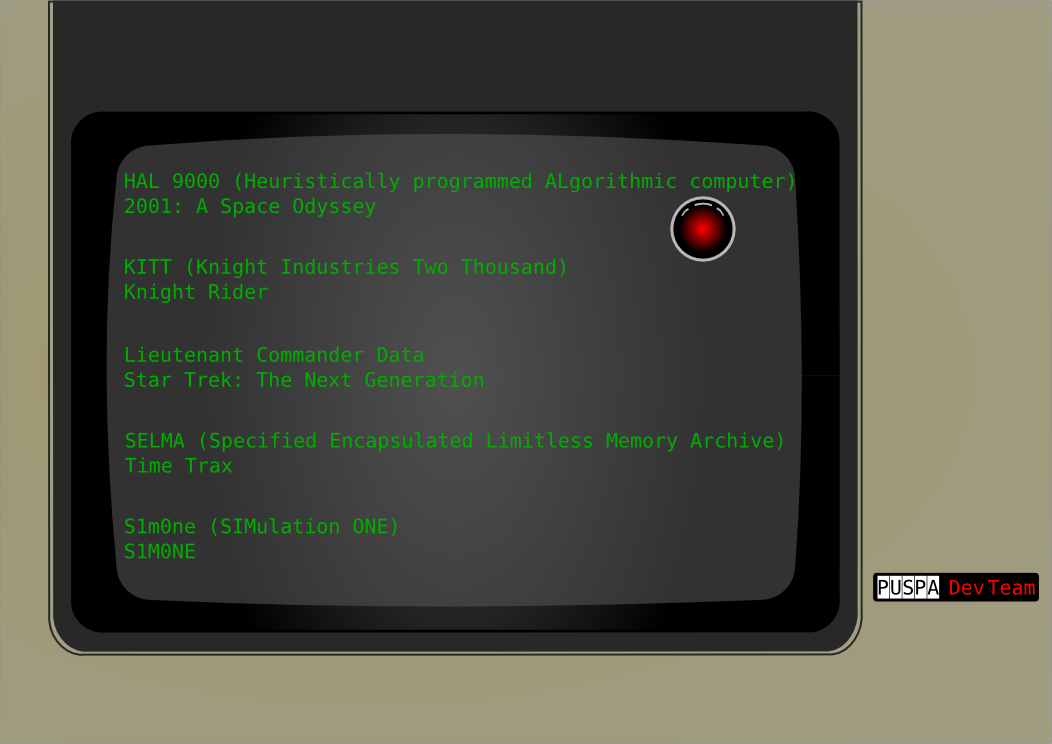 HAL 9000 (Heuristically programmed ALgorithmic computer)
2001: A Space Odyssey
KITT (Knight Industries Two Thousand)
Knight Rider
Lieutenant Commander Data
Star Trek: The Next Generation
SELMA (Specified Encapsulated Limitless Memory Archive)
Time Trax
S1m0ne (SIMulation ONE)
S1M0NE
PUSPA DevTeam